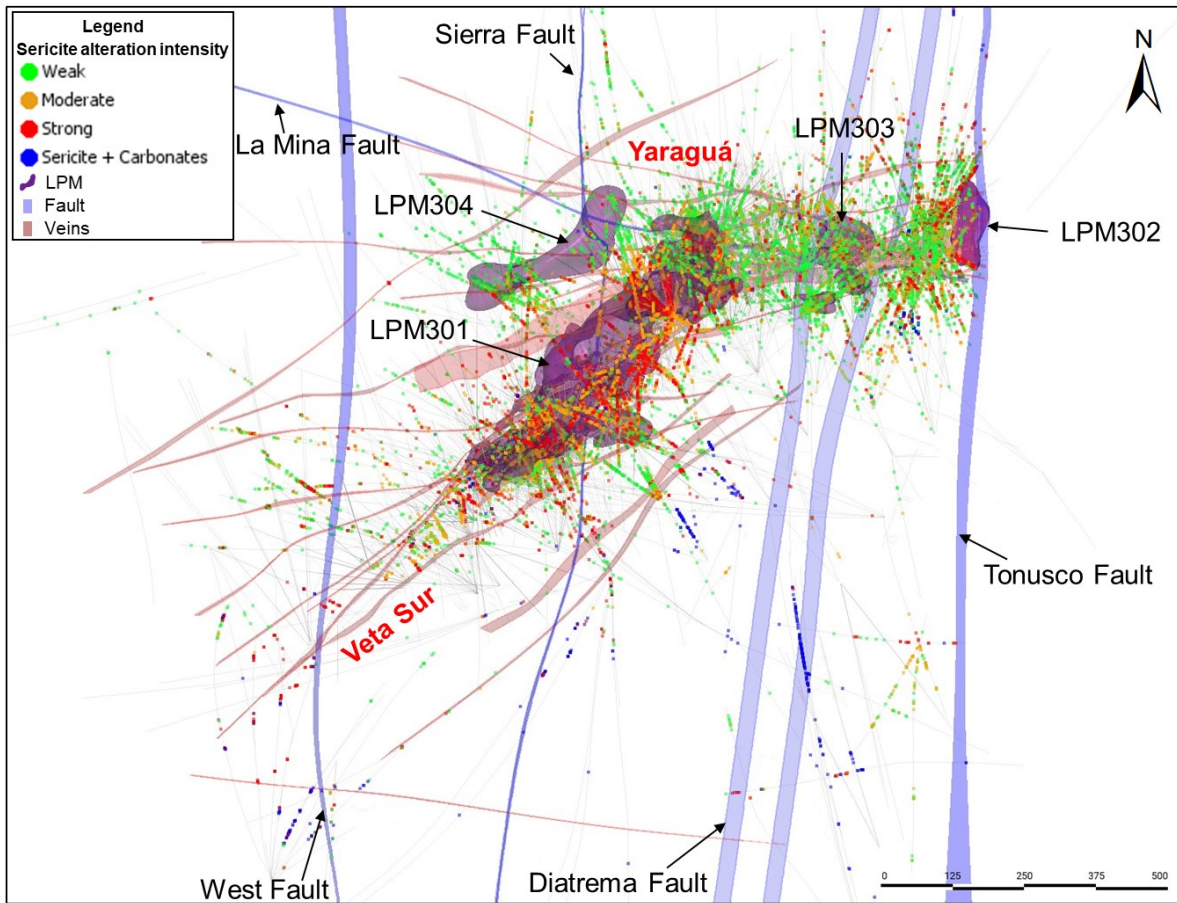 Legend
Sericite alteration intensity
Weak
Moderate
Strong
Sericite + Carbonates
LPM
Fault
Veins
Sierra Fault
N
La Mina Fault
Yaraguá
LPM303
LPM304
LPM302
LPM301
Tonusco Fault
Veta Sur
West Fault
Diatrema Fault
0 125 250 375 500